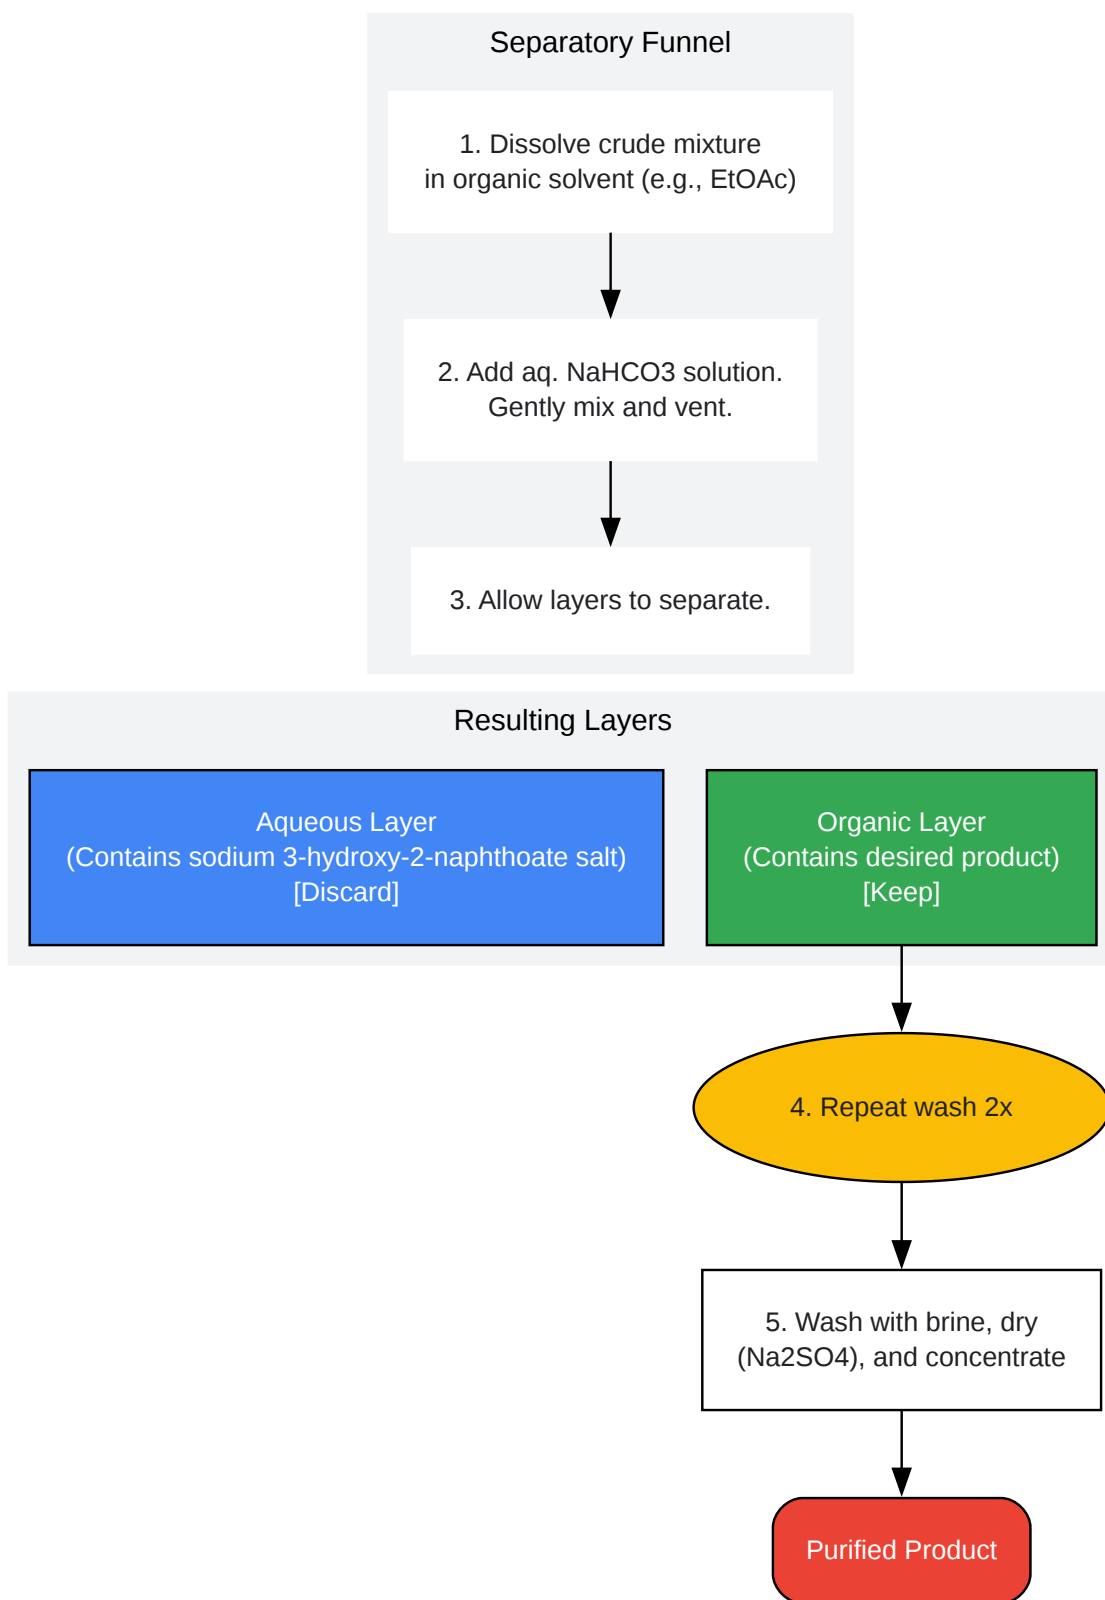 Separatory Funnel
1. Dissolve crude mixture
in organic solvent (e.g., EtOAc)
2. Add aq. NaHCO3 solution.
Gently mix and vent.
3. Allow layers to separate.
Resulting Layers
Aqueous Layer
(Contains sodium 3-hydroxy-2-naphthoate salt)
[Discard]
Organic Layer
(Contains desired product)
[Keep]
4. Repeat wash 2x
5. Wash with brine, dry
(Na2SO4), and concentrate
Purified Product